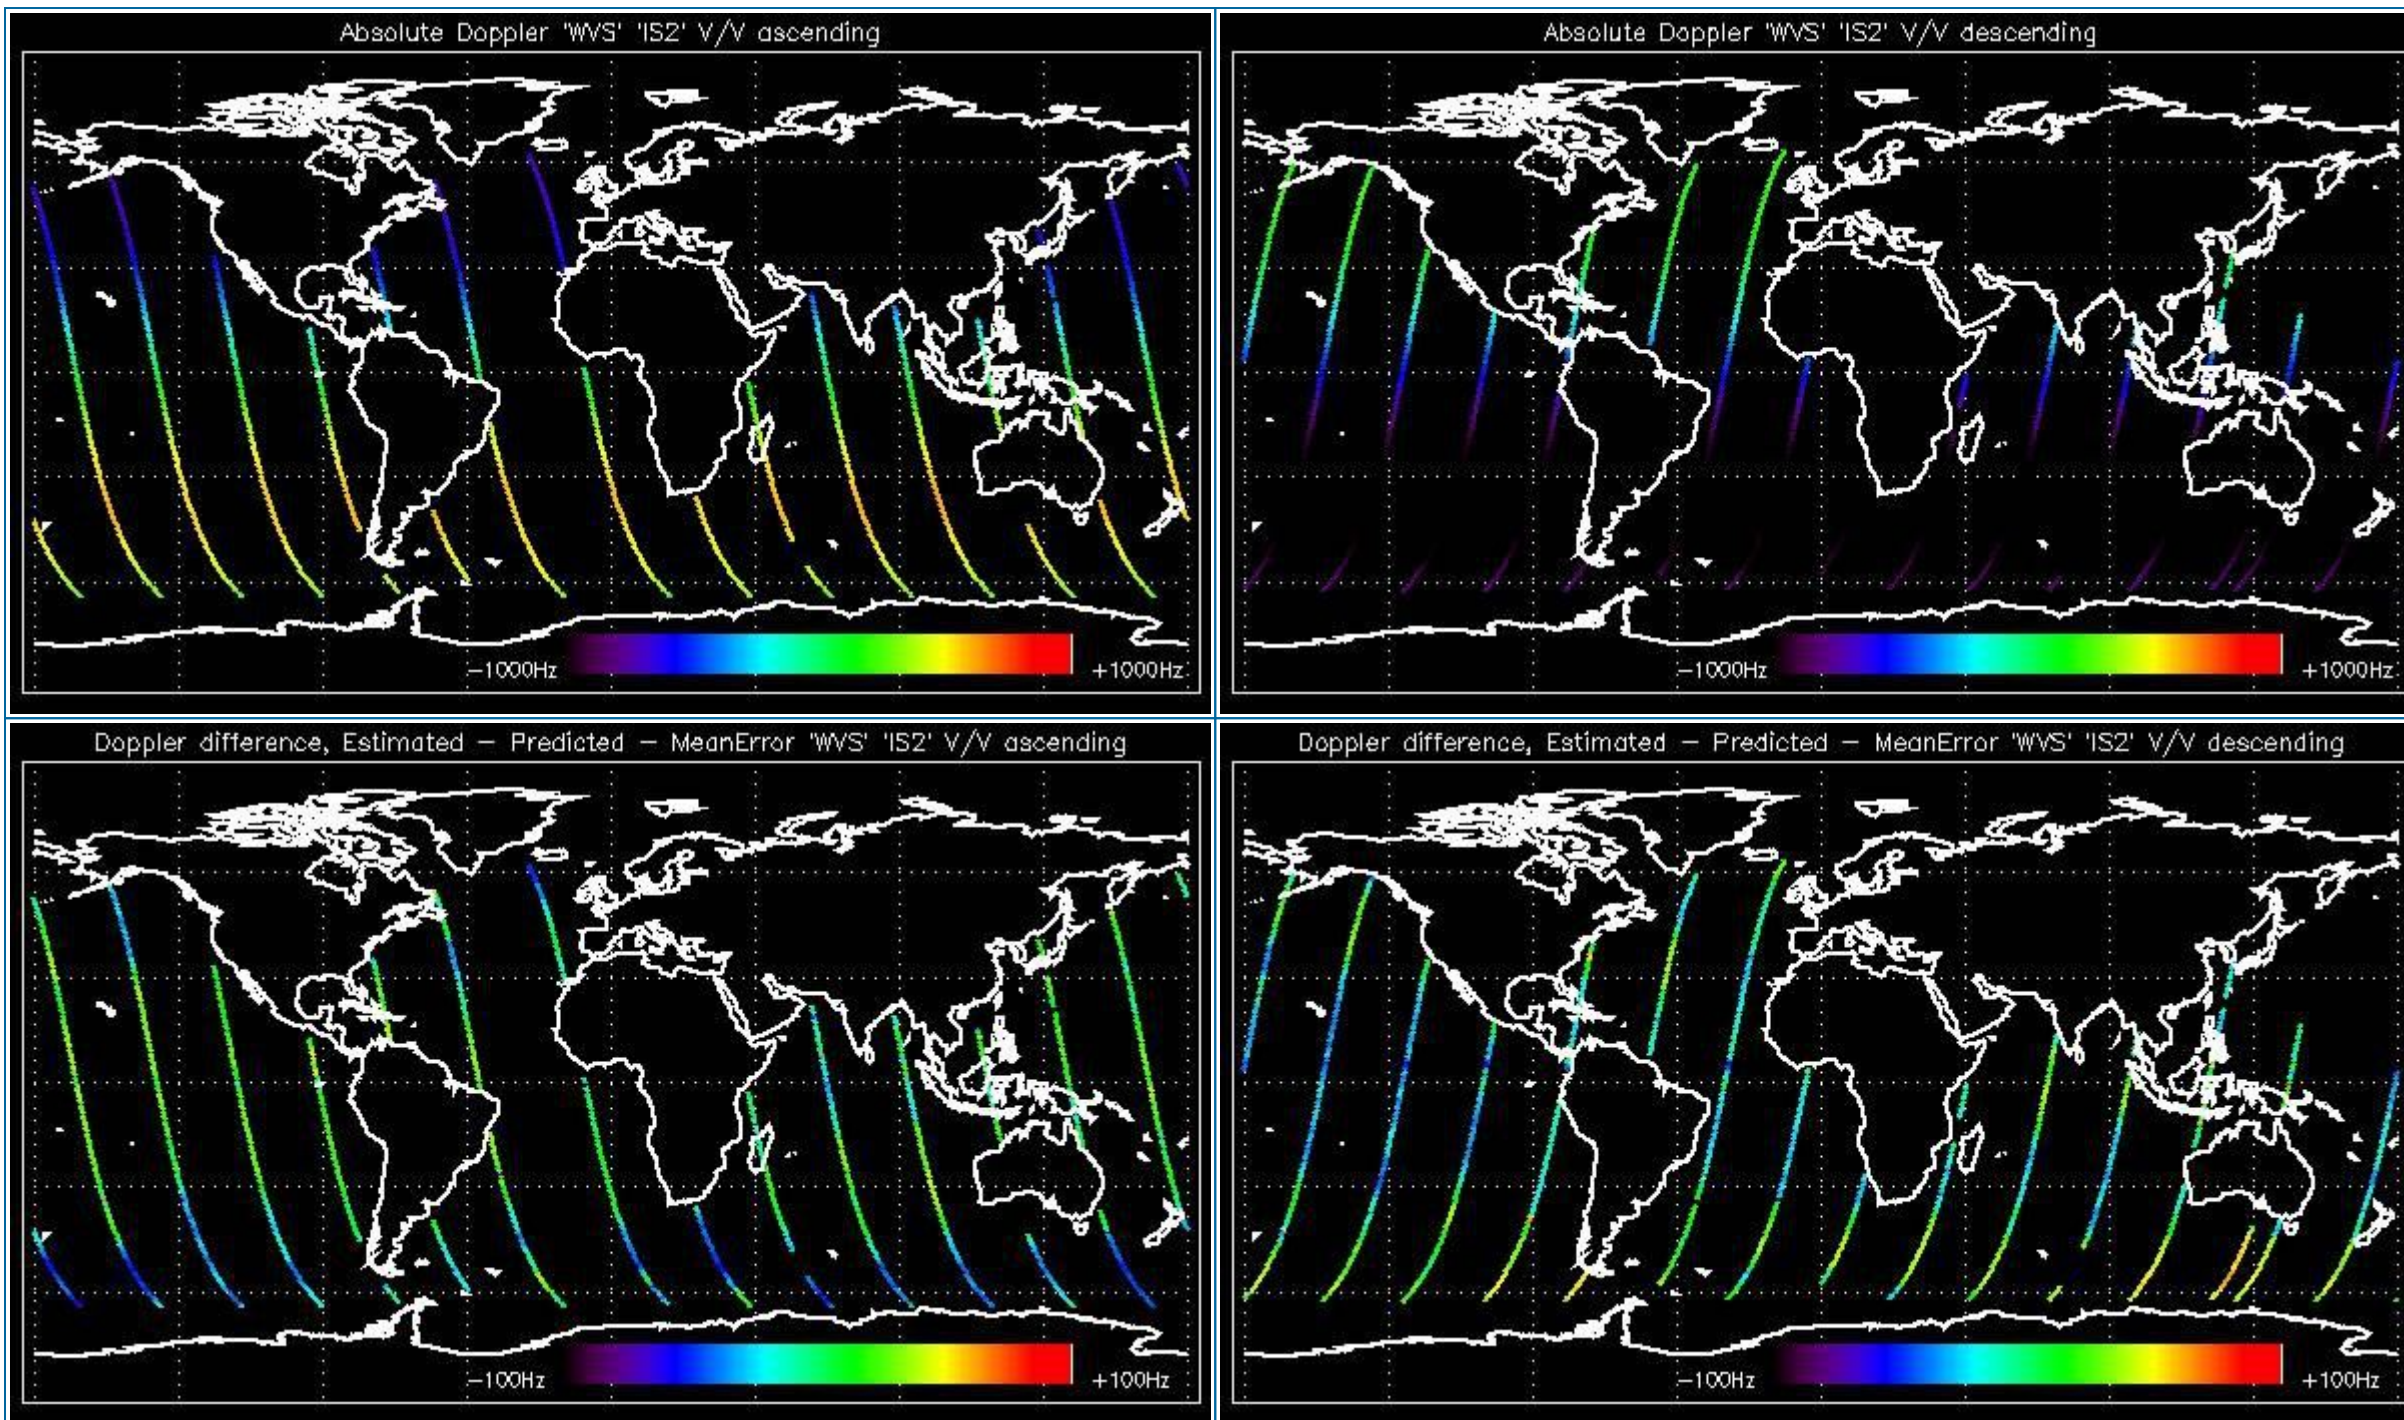 Absolute Doppler 'WVS' 'IS2' V/V ascending
-1000Hz
+1000Hz
Absolute Doppler 'WVS' 'IS2' V/V descending
-1000Hz
+1000Hz
Doppler difference, Estimated - Predicted - MeanError 'WVS' 'IS2' V/V ascending
-100Hz
+100Hz
Doppler difference, Estimated - Predicted - MeanError 'WVS' 'IS2' V/V descending
-100Hz
+100Hz